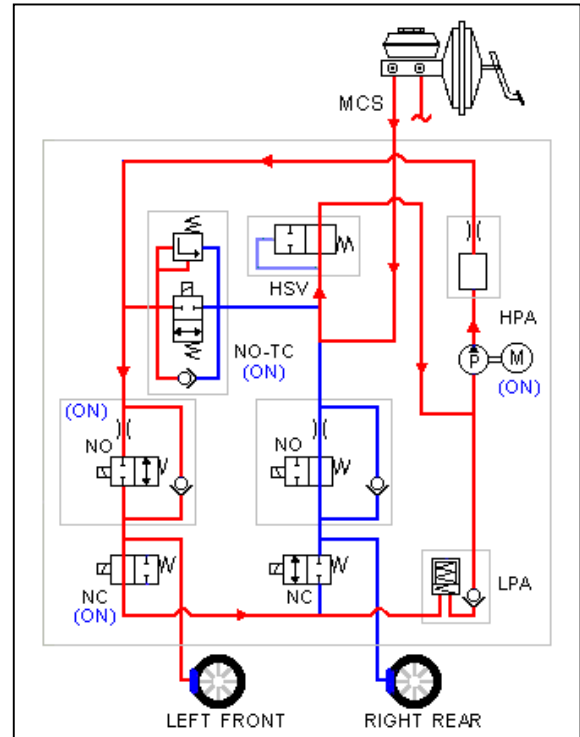 MCS
HSV
HPA
P
M
(ON)
NO-TC
(ON)
(ON)
NO
NO
NC
(ON)
NC
LPA
LEFT FRONT
RIGHT REAR